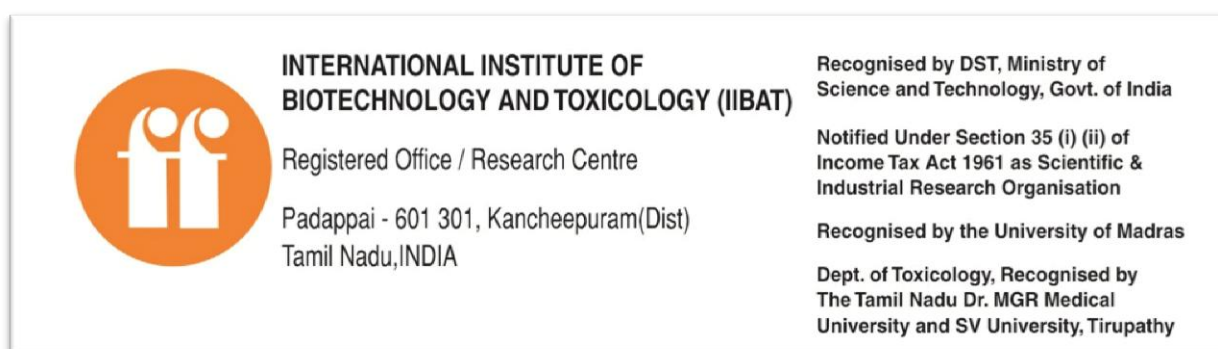 INTERNATIONAL INSTITUTE OF
BIOTECHNOLOGY AND TOXICOLOGY (IIBAT)
Registered Office / Research Centre
Padappai - 601 301, Kancheepuram(Dist)
Tamil Nadu,INDIA
Recognised by DST, Ministry of
Science and Technology, Govt. of India
Notified Under Section 35 (i) (ii) of
Income Tax Act 1961 as Scientific &
Industrial Research Organisation
Recognised by the University of Madras
Dept. of Toxicology, Recognised by
The Tamil Nadu Dr. MGR Medical
University and SV University, Tirupathy